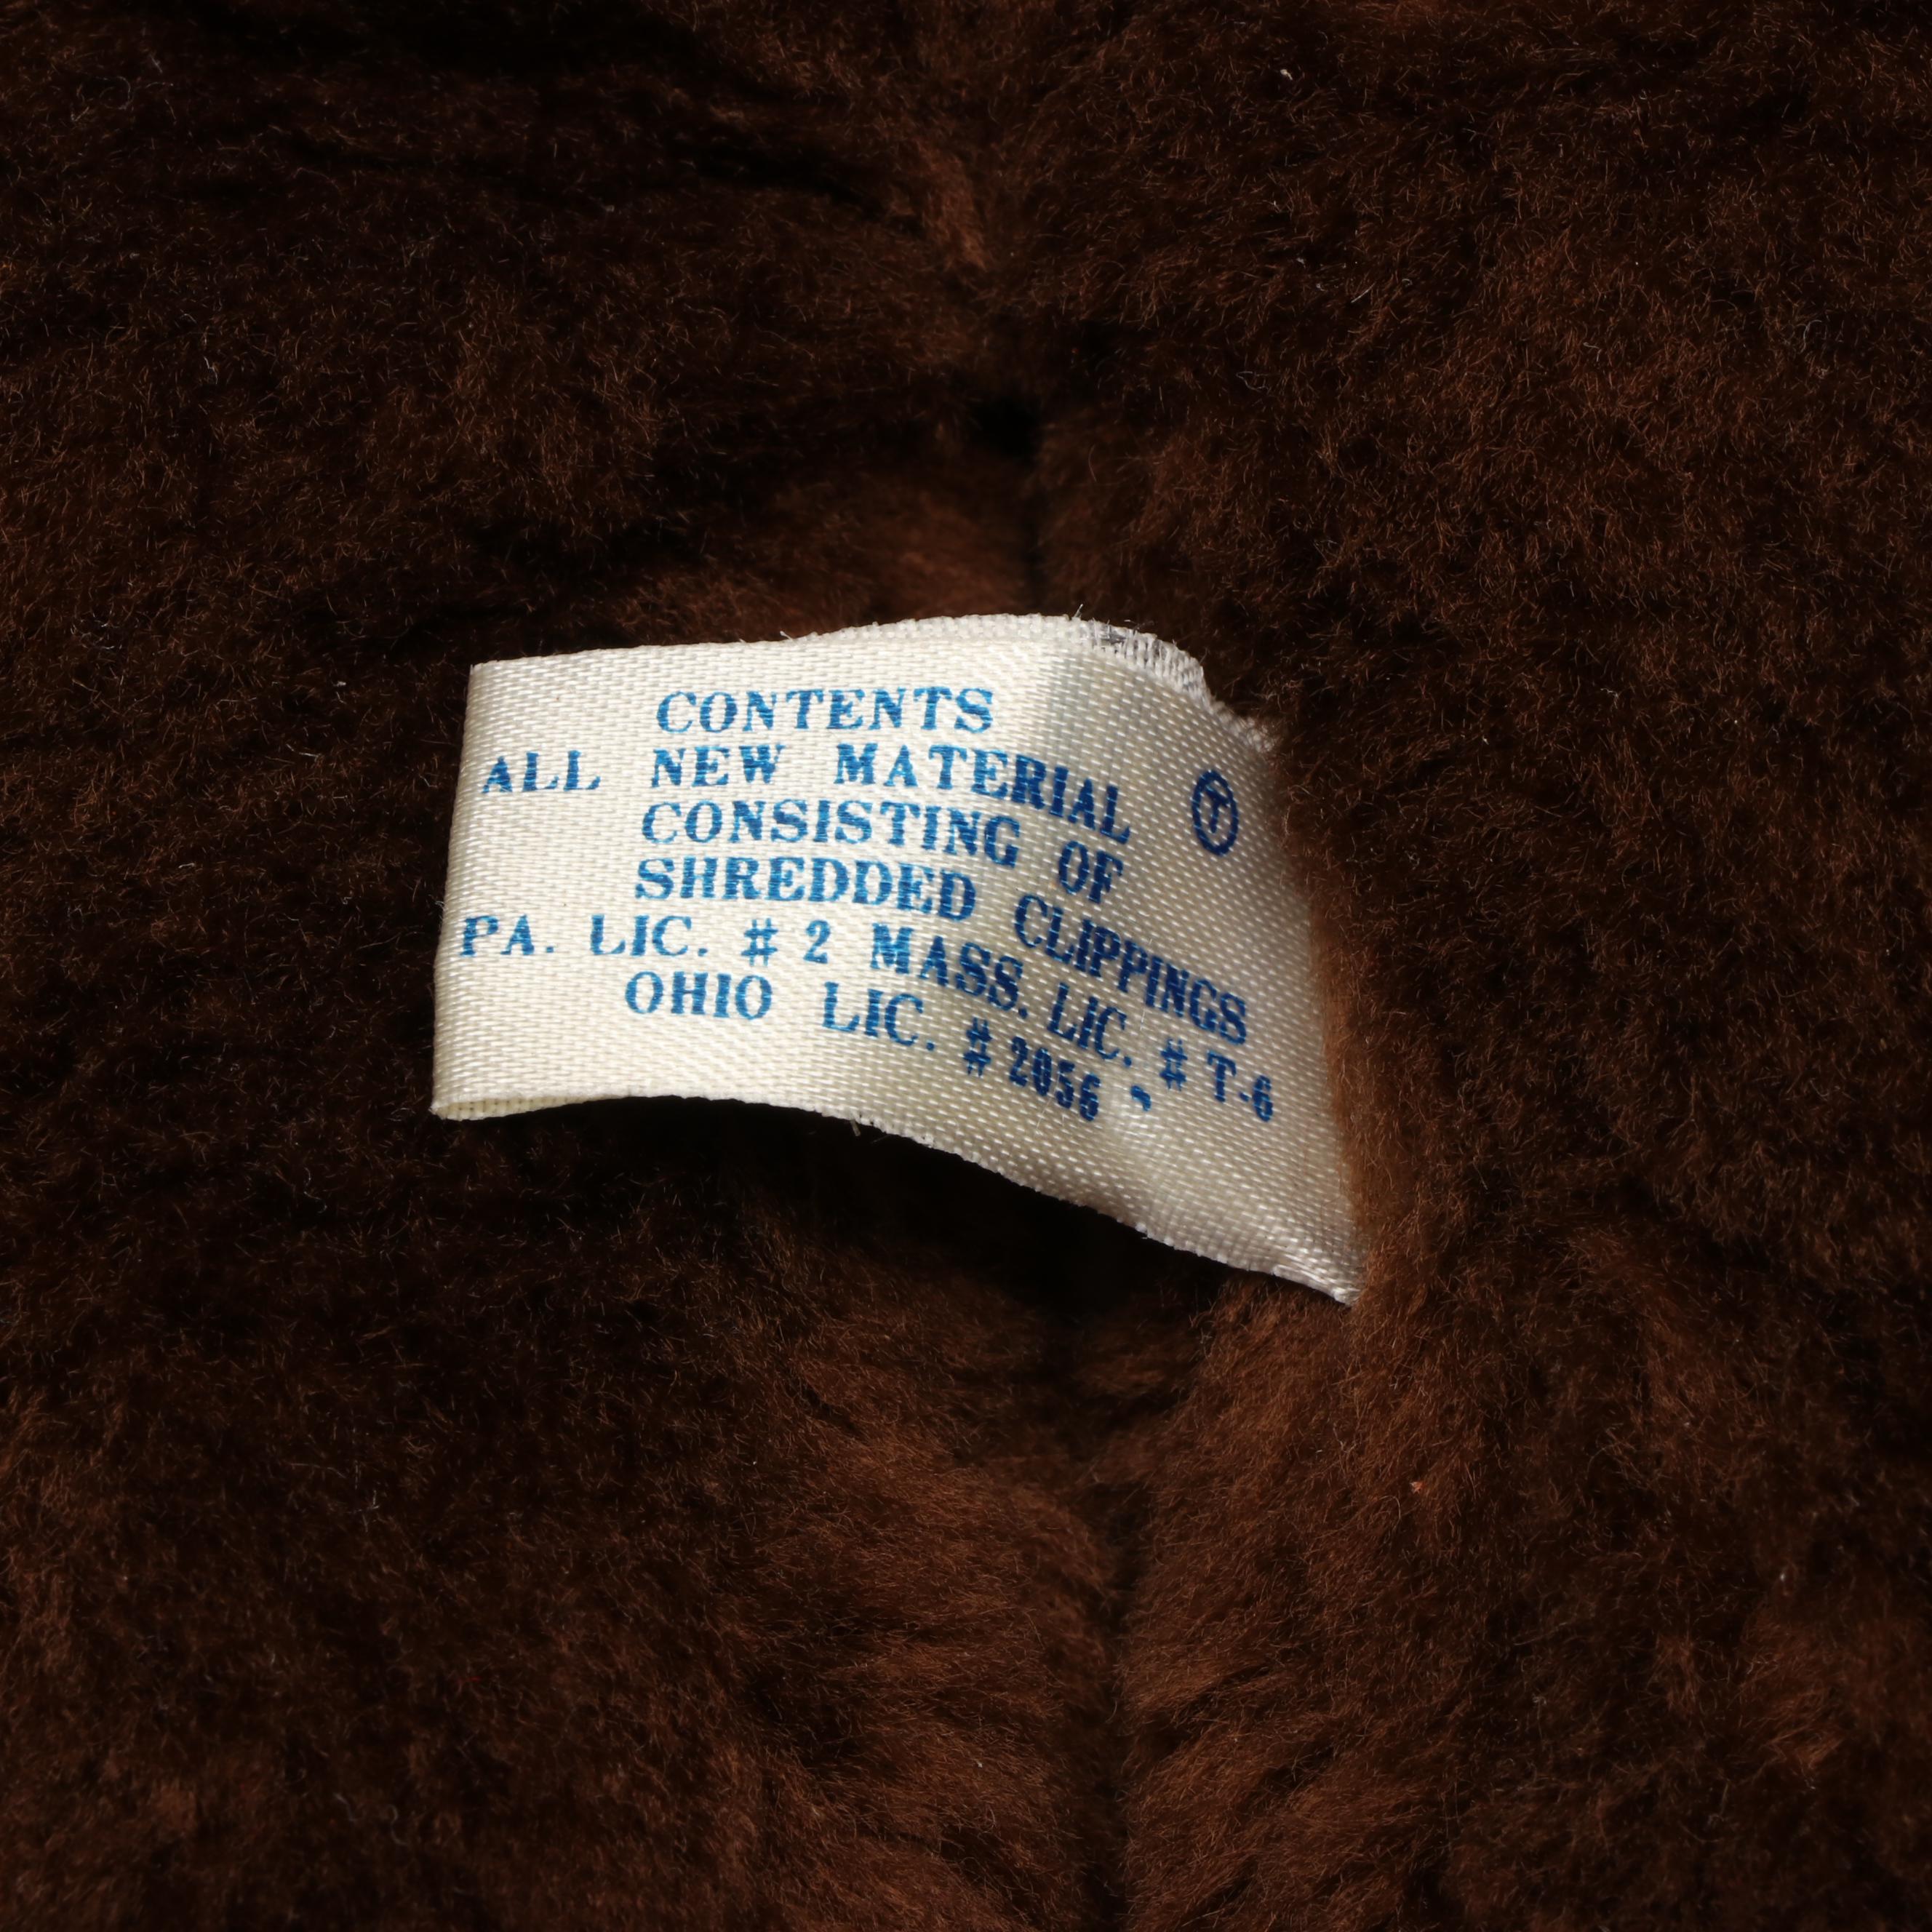 CONTENTS
ALL NEW MATERIAL Ⓣ
CONSISTING OF
SHREDDED CLIPPINGS
PA. LIC. # 2 MASS. LIC. # T-6
OHIO LIC. # 2056